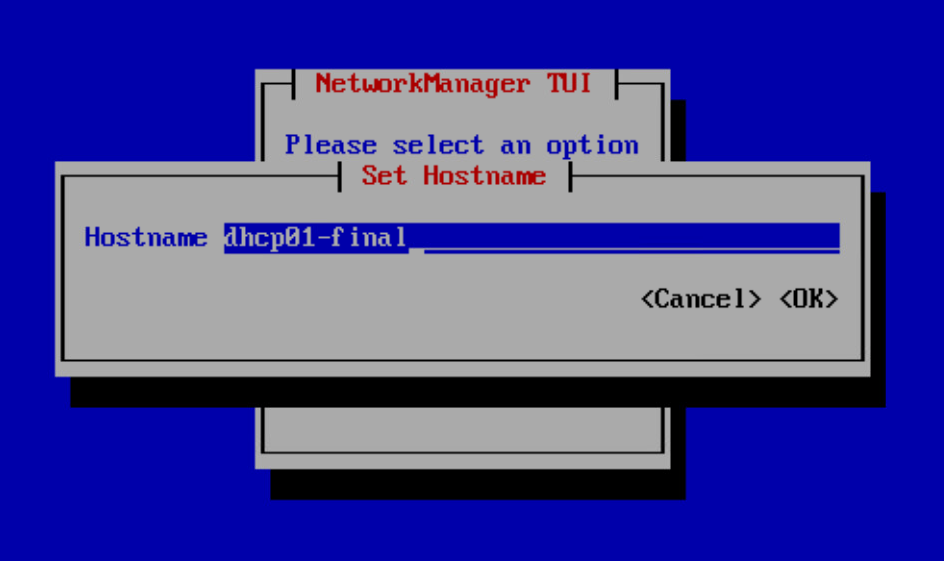 NetworkManager TUI
Please select an option
Set Hostname
Hostname dhcp01-final
<Cancel> <OK>